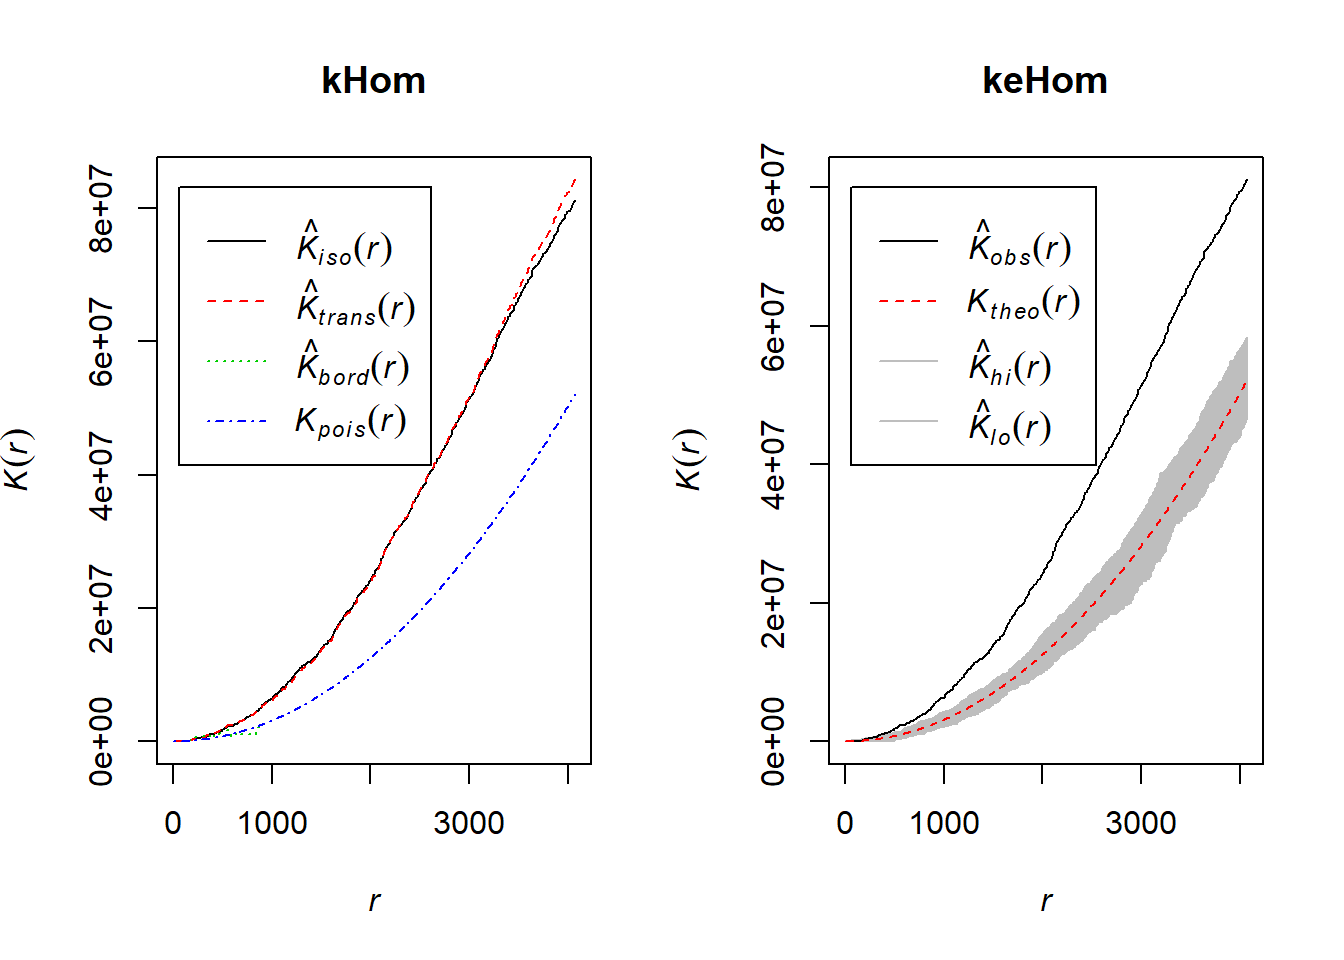 kHom
K(r)
0e+00 2e+07 4e+07 6e+07 8e+07
K̂iso(r)
K̂trans(r)
K̂bord(r)
Kpois(r)
0 1000 3000
r
keHom
K(r)
0e+00 2e+07 4e+07 6e+07 8e+07
K̂obs(r)
Ktheo(r)
K̂hi(r)
K̂lo(r)
0 1000 3000
r